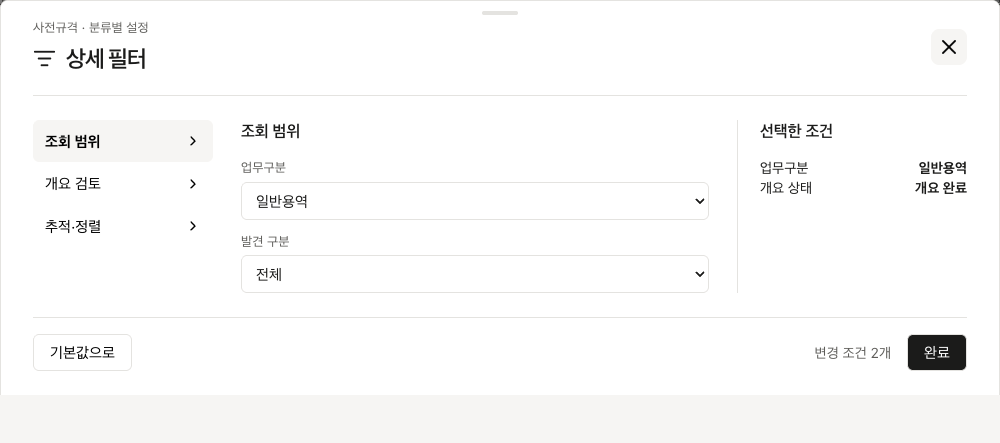 사전규격 · 분류별 설정
상세 필터
조회 범위
개요 검토
추적·정렬
조회 범위
업무구분
일반용역
발견 구분
전체
선택한 조건
업무구분 일반용역
개요 상태 개요 완료
기본값으로
변경 조건 2개
완료